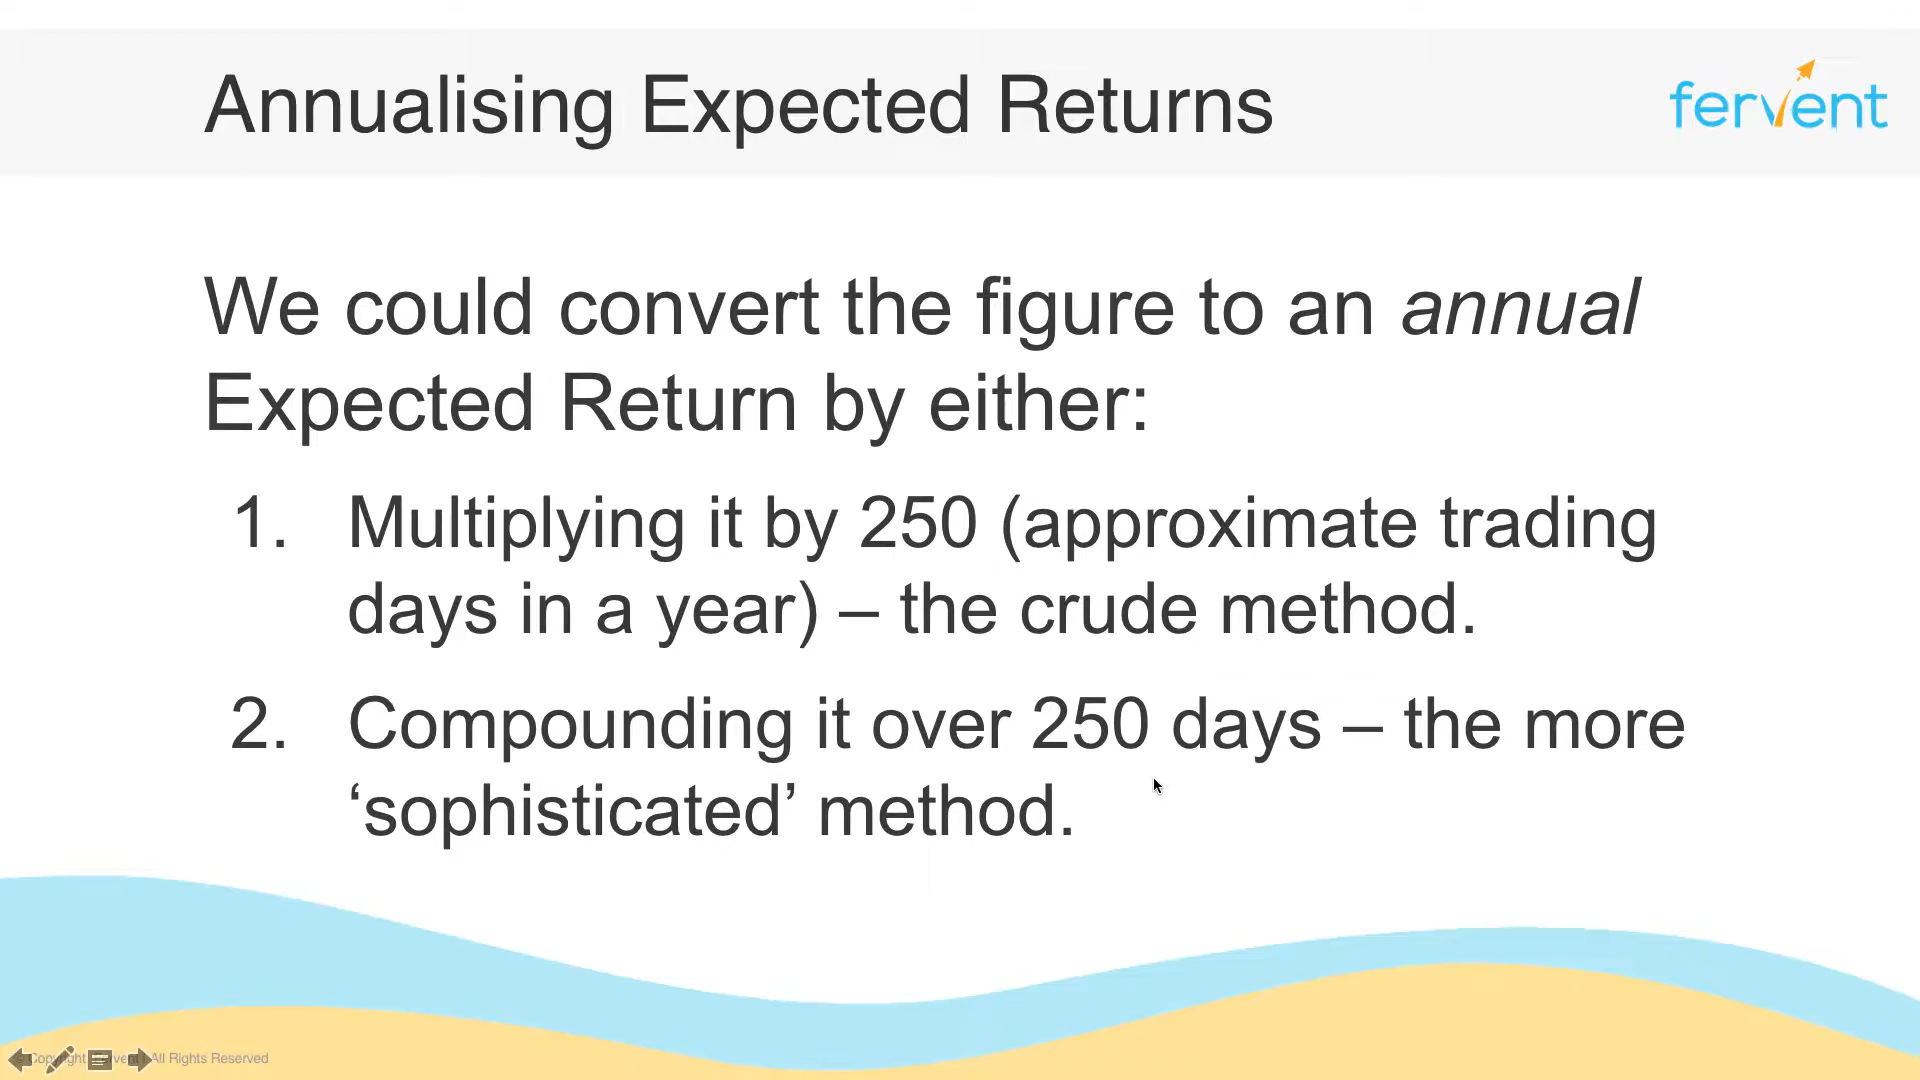 Annualising Expected Returns
fervent
We could convert the figure to an annual
Expected Return by either:
1. Multiplying it by 250 (approximate trading
days in a year) – the crude method.
2. Compounding it over 250 days – the more
‘sophisticated’ method.
Copyright Fervent | All Rights Reserved